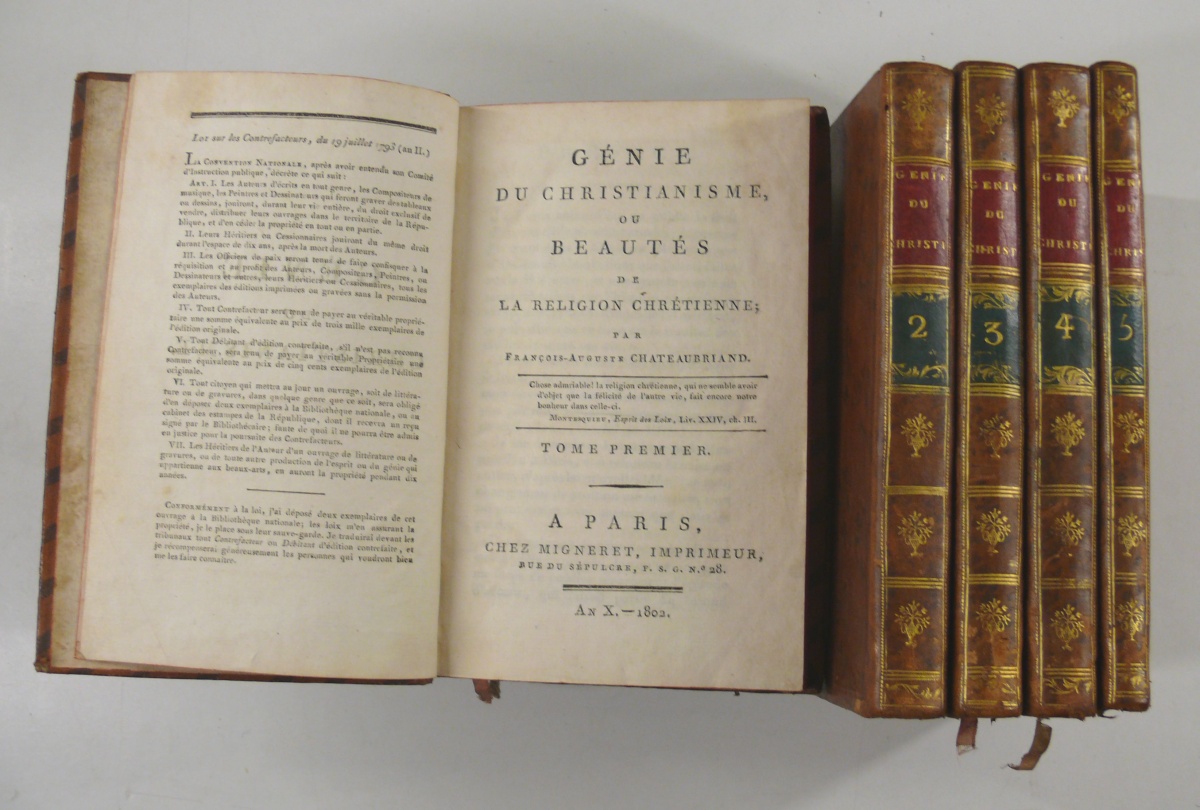 Loi sur les Contrefacteurs, du 19 juillet 1793 (an II.)
LA CONVENTION NATIONALE, après avoir entendu son Comité
d'Instruction publique, décrète ce qui suit:
ART. I. Les Auteurs d'écrits en tout genre, les Compositeurs de
musique, les Peintres et Dessinateurs qui feront graver des tableaux
ou dessins, jouiront, durant leur vie entière, du droit exclusif de
vendre, distribuer leurs ouvrages dans le territoire de la Répu-
blique, et d'en céder la propriété en tout ou en partie.
II. Leurs Héritiers ou Cessionnaires jouiront du même droit
durant l'espace de dix ans, après la mort des Auteurs.
III. Les Officiers de paix seront tenus de faire confisquer à la
réquisition et au profit des Auteurs, Compositeurs, Peintres, ou
Dessinateurs et autres, leurs Héritiers ou Cessionnaires, tous les
exemplaires des éditions imprimées ou gravées sans la permission
des Auteurs.
IV. Tout Contrefacteur sera tenu de payer au véritable proprié-
taire une somme équivalente au prix de trois mille exemplaires de
l'édition originale.
V. Tout Débitant d'édition contrefaite, s'il n'est pas reconnu
Contrefacteur, sera tenu de payer au véritable Propriétaire une
somme équivalente au prix de cinq cents exemplaires de l'édition
originale.
VI. Tout citoyen qui mettra au jour un ouvrage, soit de littéra-
ture ou de gravures, dans quelque genre que ce soit, sera obligé
d'en déposer deux exemplaires à la Bibliothèque nationale, ou au
cabinet des estampes de la République, dont il recevra un reçu
signé par le Bibliothécaire; faute de quoi il ne pourra être admis
en justice pour la poursuite des Contrefacteurs.
VII. Les Héritiers de l'Auteur d'un ouvrage de littérature ou de
gravures, ou de toute autre production de l'esprit ou du génie qui
appartienne aux beaux-arts, en auront la propriété pendant dix
années.
CONFORMÉMENT à la loi, j'ai déposé deux exemplaires de cet
ouvrage à la Bibliothèque nationale; les loix m'en assurant la
propriété, je le place sous leur sauve-garde. Je traduirai devant les
tribunaux tout Contrefacteur ou Débitant d'édition contrefaite, et
je récompenserai généreusement les personnes qui voudront bien
me les faire connaître.
GÉNIE
DU CHRISTIANISME,
OU
BEAUTÉS
DE
LA RELIGION CHRÉTIENNE;
PAR
FRANÇOIS-AUGUSTE CHATEAUBRIAND.
Chose admirable! la religion chrétienne, qui ne semble avoir
d'objet que la félicité de l'autre vie, fait encore notre
bonheur dans celle-ci.
MONTESQUIEU, Esprit des Loix, Liv. XXIV, ch. III.
TOME PREMIER.
A PARIS,
CHEZ MIGNERET, IMPRIMEUR,
RUE DU SÉPULCRE, F. S. G. N.º 28.
AN X.—1802.
GENIE
DU
CHRISTI
2
GENIE
DU
CHRIST
3
GENIE
DU
CHRISTI
4
GENIE
DU
CHRIS
5